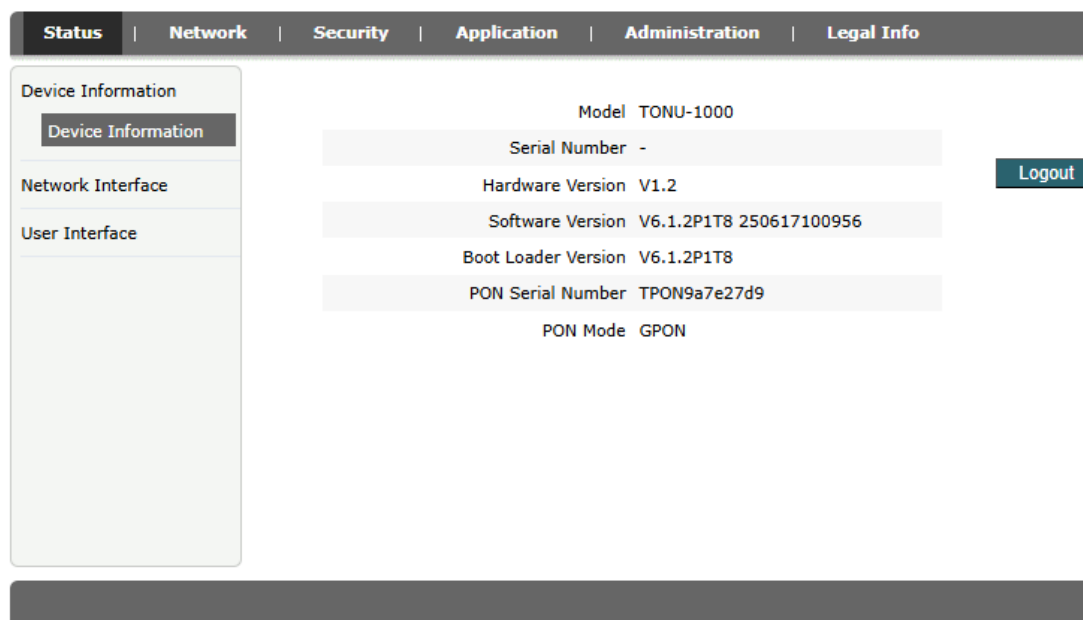 Status | Network | Security | Application | Administration | Legal Info
Device Information
Device Information
Network Interface
User Interface
Model TONU-1000
Serial Number -
Hardware Version V1.2
Software Version V6.1.2P1T8 250617100956
Boot Loader Version V6.1.2P1T8
PON Serial Number TPON9a7e27d9
PON Mode GPON
Logout